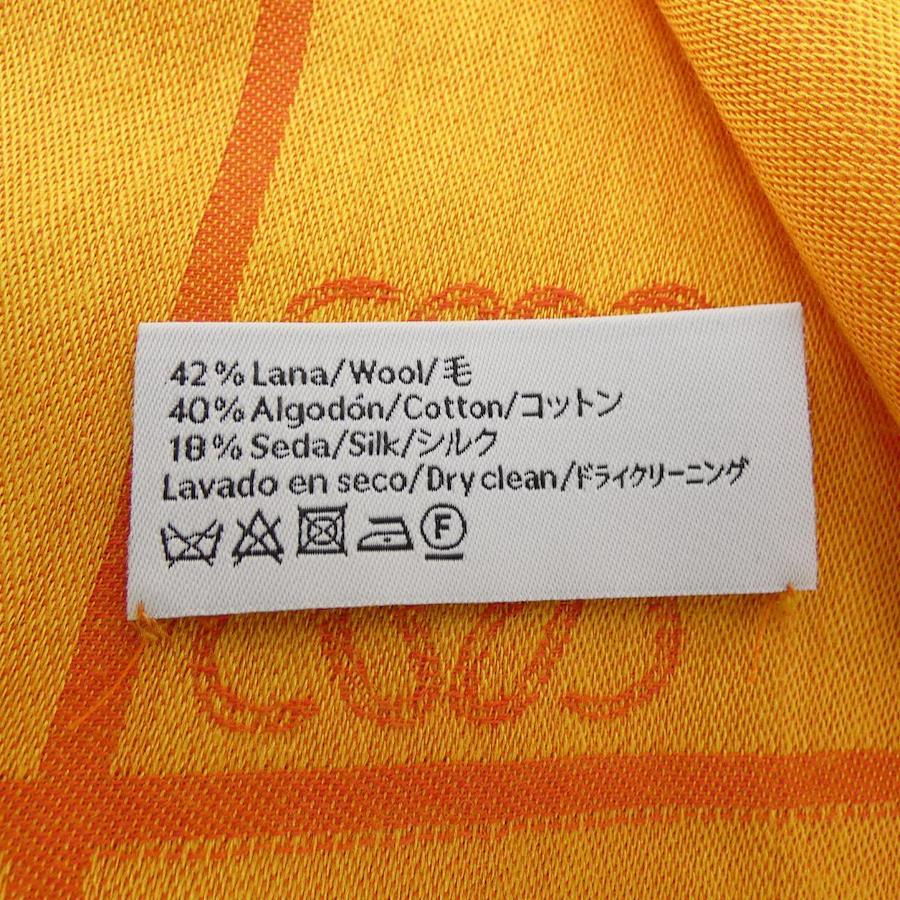 42% Lana/Wool/毛
40% Algodón/Cotton/コットン
18% Seda/Silk/シルク
Lavado en seco/Dry clean/ドライクリーニング
F